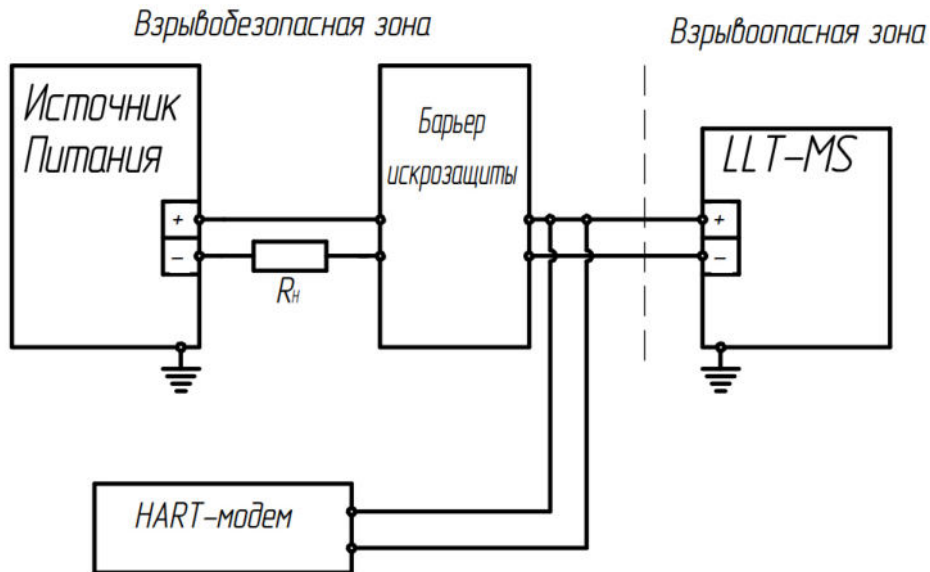 Взрывобезопасная зона
Взрывоопасная зона
Источник
Питания
Барьер
искрозащиты
LLT-MS
+
–
+
–
Rн
HART-модем